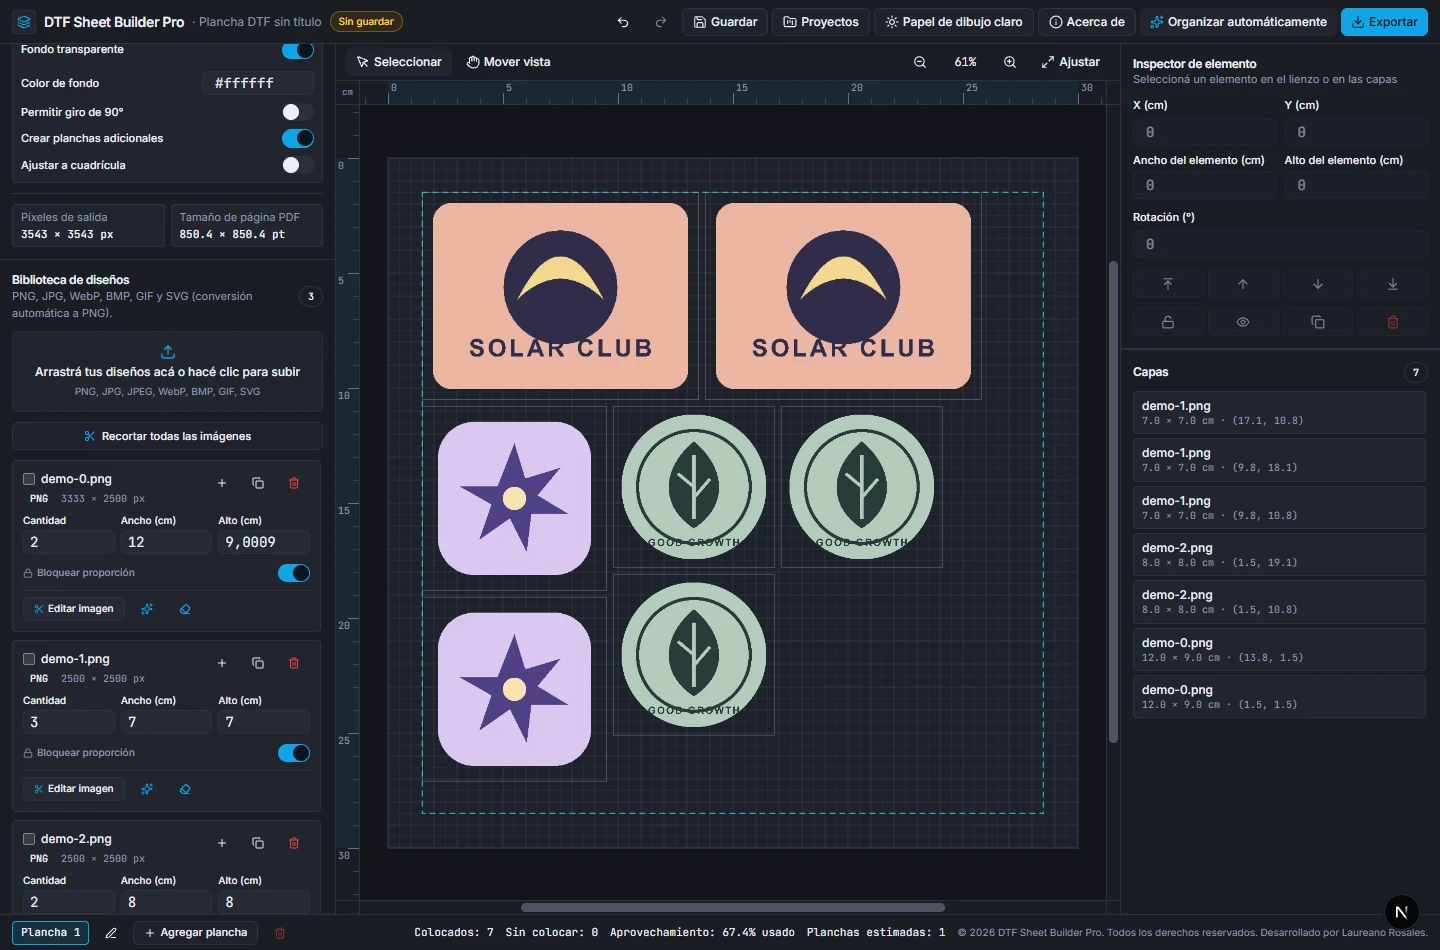 DTF Sheet Builder Pro · Plancha DTF sin título Sin guardar
Guardar Proyectos Papel de dibujo claro Acerca de Organizar automáticamente Exportar
Fondo transparente
Color de fondo #ffffff
Permitir giro de 90°
Crear planchas adicionales
Ajustar a cuadrícula
Píxeles de salida
3543 × 3543 px
Tamaño de página PDF
850.4 × 850.4 pt
Biblioteca de diseños
PNG, JPG, WebP, BMP, GIF y SVG (conversión
automática a PNG).
3
Arrastrá tus diseños acá o hacé clic para subir
PNG, JPG, JPEG, WebP, BMP, GIF, SVG
Recortar todas las imágenes
demo-0.png
PNG 3333 × 2500 px
Cantidad Ancho (cm) Alto (cm)
2 12 9,0009
Bloquear proporción
Editar imagen
demo-1.png
PNG 2500 × 2500 px
Cantidad Ancho (cm) Alto (cm)
3 7 7
Bloquear proporción
Editar imagen
demo-2.png
PNG 2500 × 2500 px
Cantidad Ancho (cm) Alto (cm)
2 8 8
Seleccionar Mover vista 61% Ajustar
cm 0 5 10 15 20 25 30
0
5
10
15
20
25
30
SOLAR CLUB SOLAR CLUB
GOOD GROWTH GOOD GROWTH
GOOD GROWTH
Inspector de elemento
Seleccioná un elemento en el lienzo o en las capas
X (cm) Y (cm)
0 0
Ancho del elemento (cm) Alto del elemento (cm)
0 0
Rotación (°)
0
Capas 7
demo-1.png
7.0 × 7.0 cm · (17.1, 10.8)
demo-1.png
7.0 × 7.0 cm · (9.8, 18.1)
demo-1.png
7.0 × 7.0 cm · (9.8, 10.8)
demo-2.png
8.0 × 8.0 cm · (1.5, 19.1)
demo-2.png
8.0 × 8.0 cm · (1.5, 10.8)
demo-0.png
12.0 × 9.0 cm · (13.8, 1.5)
demo-0.png
12.0 × 9.0 cm · (1.5, 1.5)
N
Plancha 1 Agregar plancha
Colocados: 7 Sin colocar: 0 Aprovechamiento: 67.4% usado Planchas estimadas: 1 © 2026 DTF Sheet Builder Pro. Todos los derechos reservados. Desarrollado por Laureano Rosales.